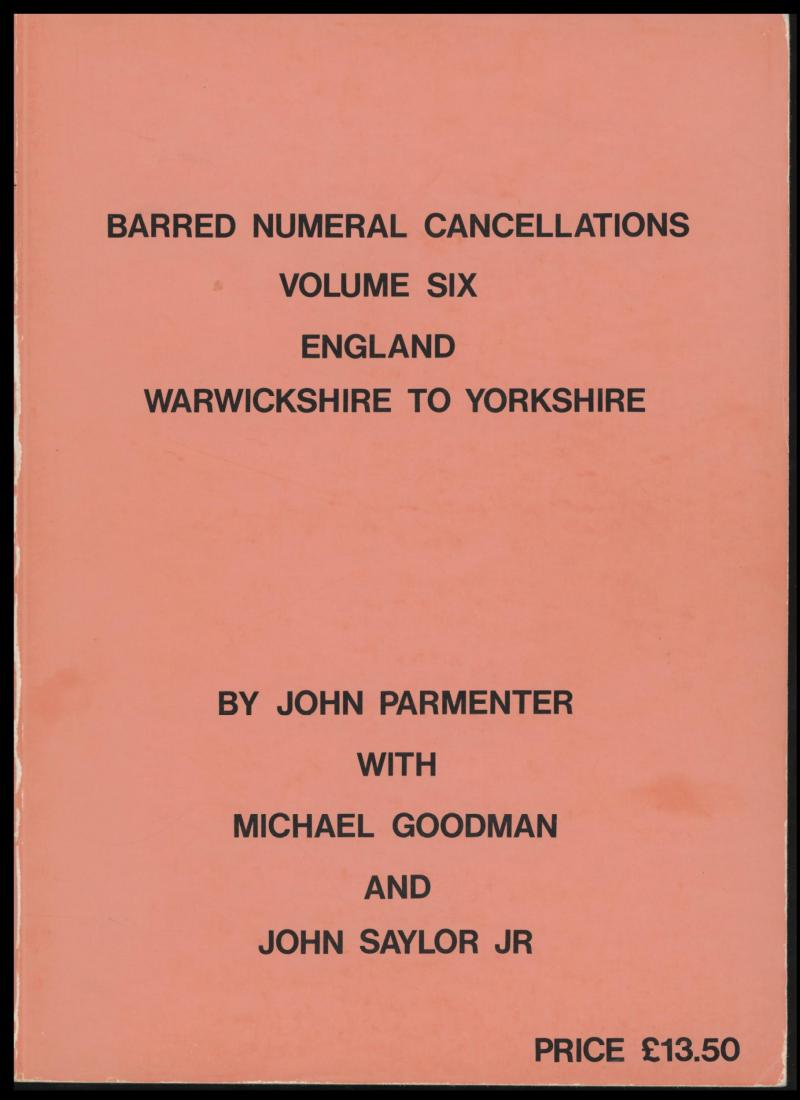 BARRED NUMERAL CANCELLATIONS
VOLUME SIX
ENGLAND
WARWICKSHIRE TO YORKSHIRE
BY JOHN PARMENTER
WITH
MICHAEL GOODMAN
AND
JOHN SAYLOR JR
PRICE £13.50